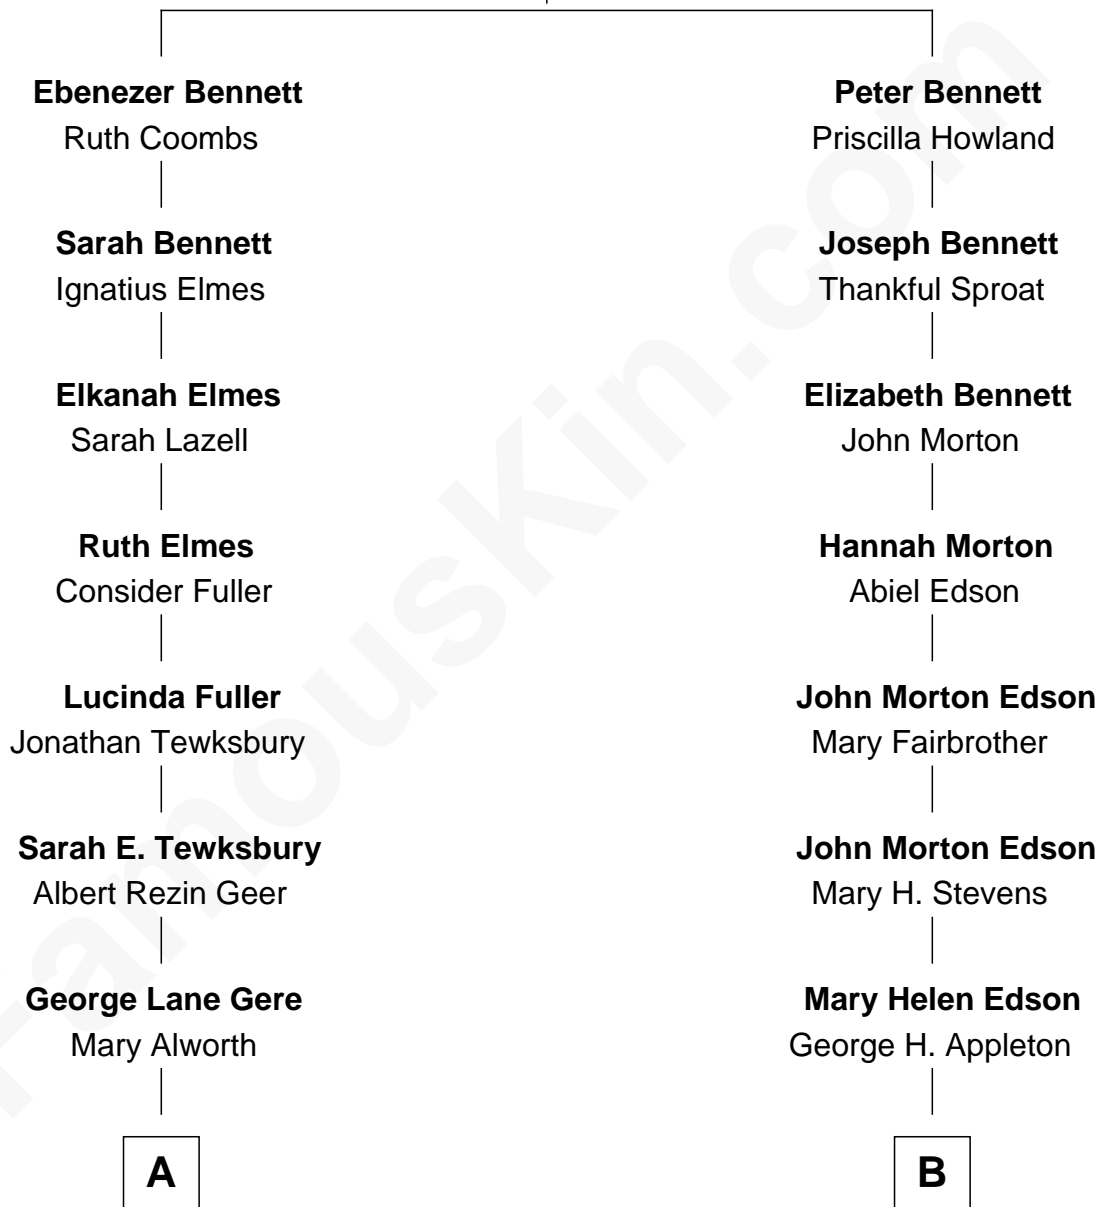 Ebenezer Bennett
Ruth Coombs
Sarah Bennett
Ignatius Elmes
Elkanah Elmes
Sarah Lazell
Ruth Elmes
Consider Fuller
Lucinda Fuller
Jonathan Tewksbury
Sarah E. Tewksbury
Albert Rezin Geer
George Lane Gere
Mary Alworth
A
Peter Bennett
Priscilla Howland
Joseph Bennett
Thankful Sproat
Elizabeth Bennett
John Morton
Hannah Morton
Abiel Edson
John Morton Edson
Mary Fairbrother
John Morton Edson
Mary H. Stevens
Mary Helen Edson
George H. Appleton
B
FamousKin.com